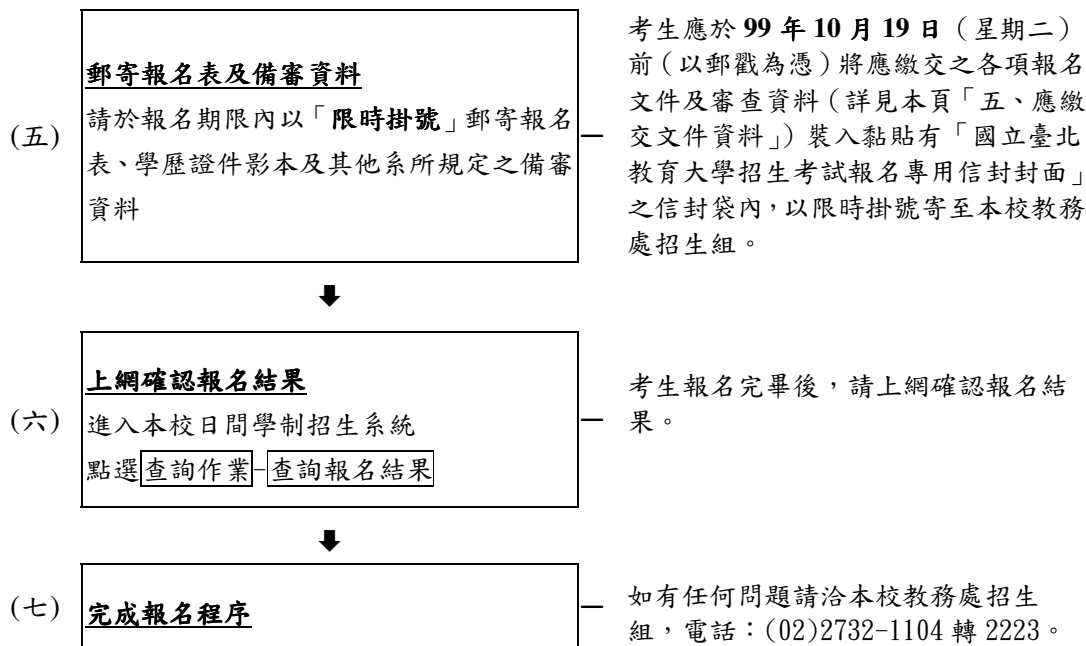 (五)
郵寄報名表及備審資料
請於報名期限內以「限時掛號」郵寄報名
表、學歷證件影本及其他系所規定之備審
資料
考生應於 99 年 10 月 19 日（星期二）
前（以郵戳為憑）將應繳交之各項報名
文件及審查資料（詳見本頁「五、應繳
交文件資料」）裝入黏貼有「國立臺北
教育大學招生考試報名專用信封封面」
之信封袋內，以限時掛號寄至本校教務
處招生組。
(六)
上網確認報名結果
進入本校日間學制招生系統
點選查詢作業-查詢報名結果
考生報名完畢後，請上網確認報名結
果。
(七)
完成報名程序
如有任何問題請洽本校教務處招生
組，電話：(02)2732-1104 轉 2223。